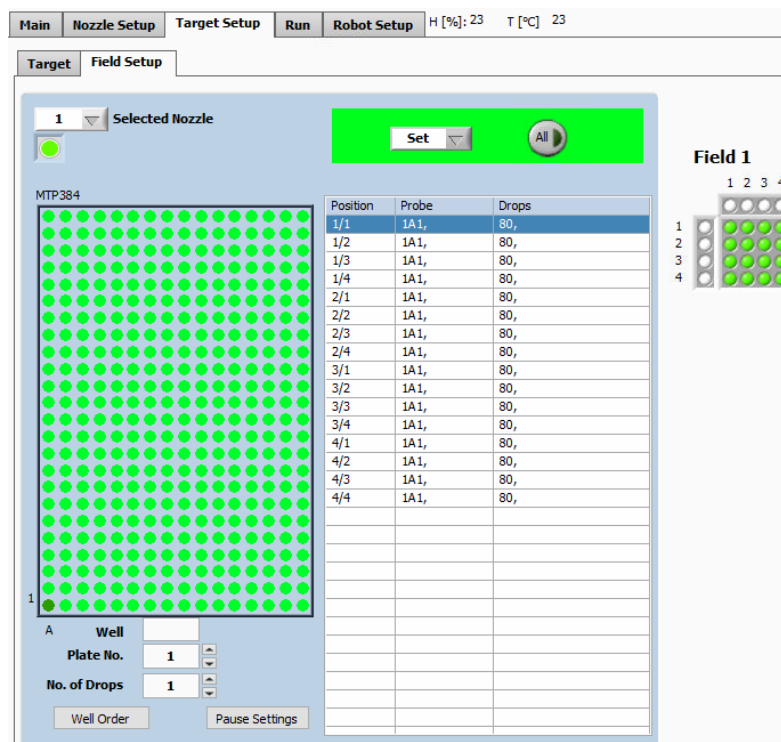 Main Nozzle Setup Target Setup Run Robot Setup H [%]: 23 T [°C] 23
Target Field Setup
1 Selected Nozzle
Set All
Field 1
1 2 3 4
MTP384
Position Probe Drops
1/1 1A1, 80,
1/2 1A1, 80,
1/3 1A1, 80,
1/4 1A1, 80,
2/1 1A1, 80,
2/2 1A1, 80,
2/3 1A1, 80,
2/4 1A1, 80,
3/1 1A1, 80,
3/2 1A1, 80,
3/3 1A1, 80,
3/4 1A1, 80,
4/1 1A1, 80,
4/2 1A1, 80,
4/3 1A1, 80,
4/4 1A1, 80,
1
2
3
4
1
A Well
Plate No. 1
No. of Drops 1
Well Order Pause Settings